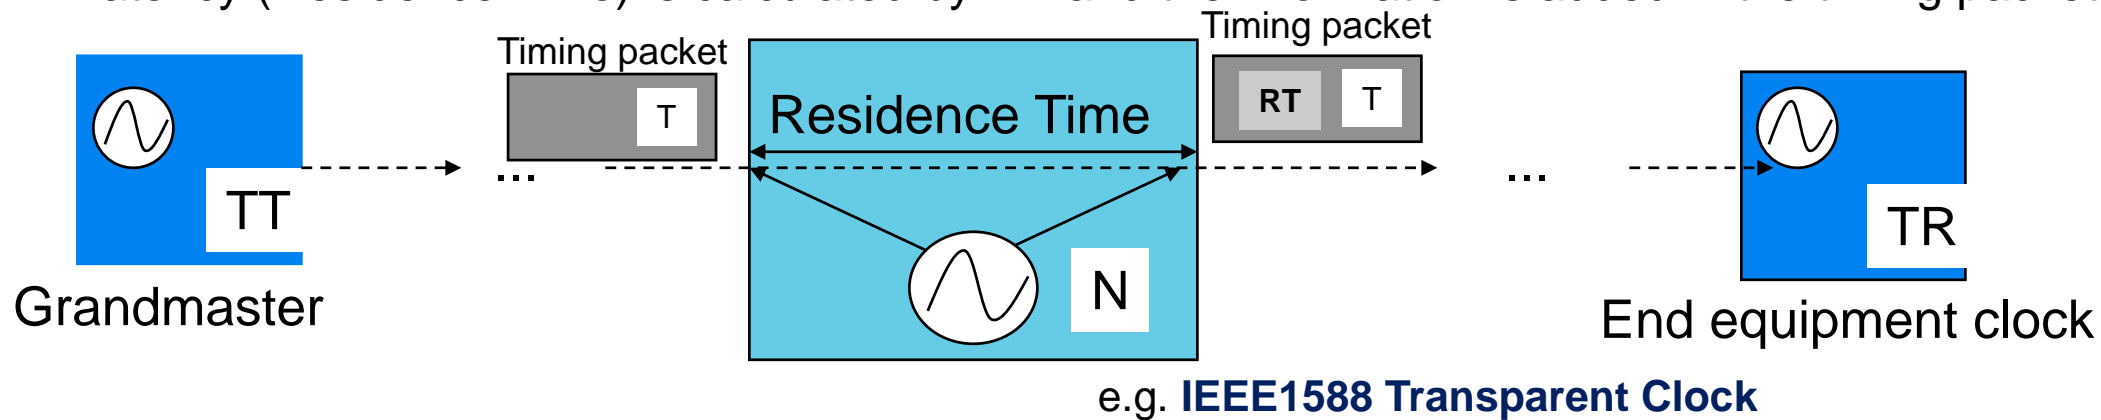 Timing packet
Timing packet
T
RT T
Residence Time
...
...
TT
TR
N
Grandmaster
End equipment clock
e.g. IEEE1588 Transparent Clock